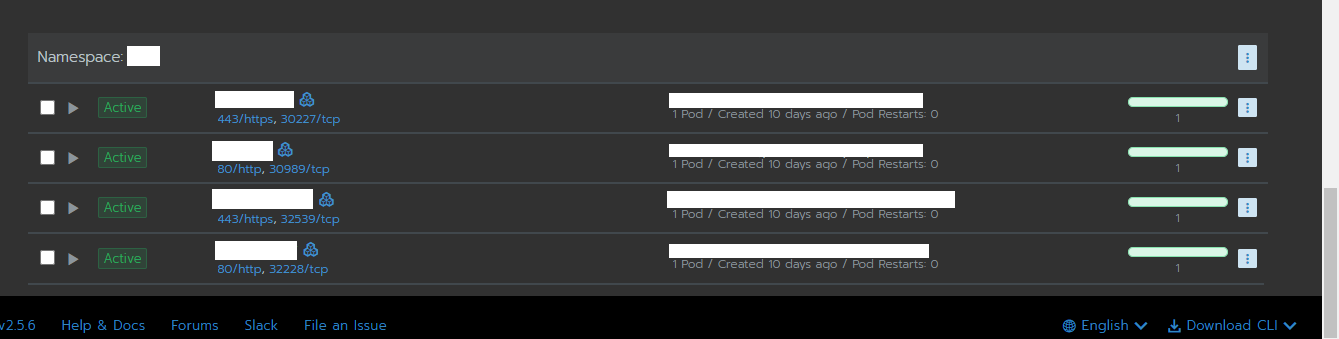 Namespace:
Active
443/https, 30227/tcp
1 Pod / Created 10 days ago / Pod Restarts: 0
1
Active
80/http, 30989/tcp
1 Pod / Created 10 days ago / Pod Restarts: 0
1
Active
443/https, 32539/tcp
1 Pod / Created 10 days ago / Pod Restarts: 0
1
Active
80/http, 32228/tcp
1 Pod / Created 10 days ago / Pod Restarts: 0
1
v2.5.6 Help & Docs Forums Slack File an Issue English Download CLI